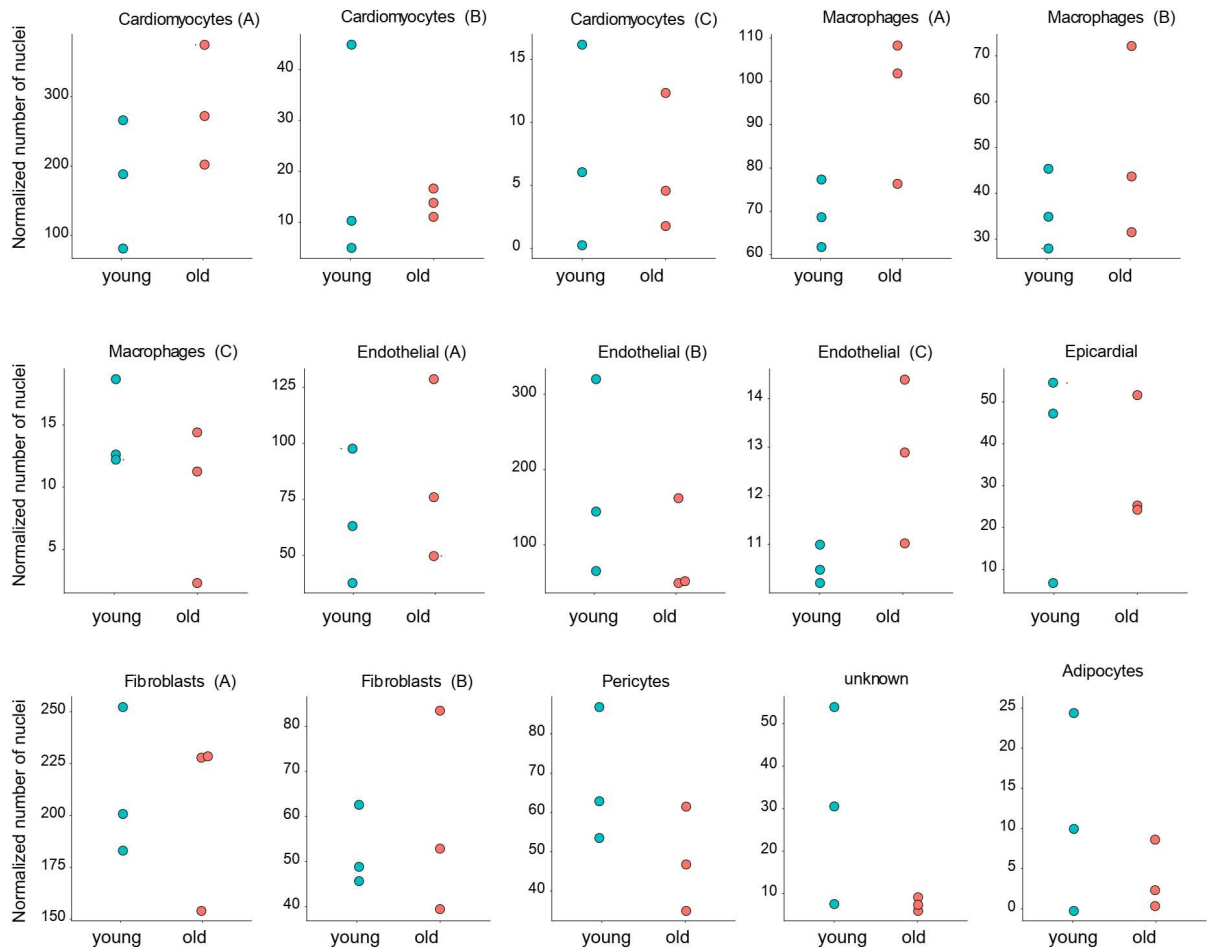 Cardiomyocytes (A)
Cardiomyocytes (B)
Cardiomyocytes (C)
Macrophages (A)
Macrophages (B)
Normalized number of nuclei
300
200
100
young old
40
30
20
10
young old
15
10
5
0
young old
110
100
90
80
70
60
young old
70
60
50
40
30
young old
Macrophages (C)
Endothelial (A)
Endothelial (B)
Endothelial (C)
Epicardial
Normalized number of nuclei
15
10
5
young old
125
100
75
50
young old
300
200
100
young old
14
13
12
11
young old
50
40
30
20
10
young old
Fibroblasts (A)
Fibroblasts (B)
Pericytes
unknown
Adipocytes
Normalized number of nuclei
250
225
200
175
150
young old
80
70
60
50
40
young old
80
70
60
50
40
young old
50
40
30
20
10
young old
25
20
15
10
5
0
young old